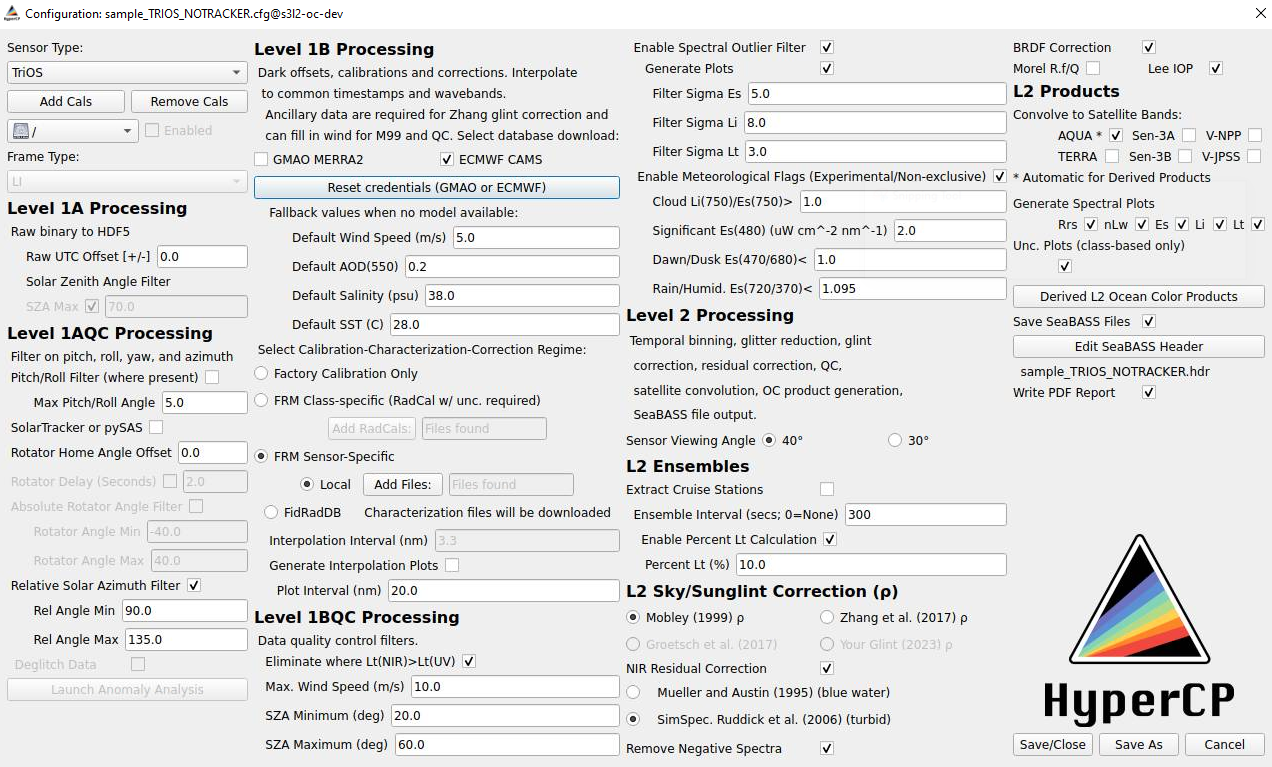 Configuration: sample_TRIOS_NOTRACKER.cfg@s3l2-oc-dev
Sensor Type:
TriOS
Add Cals
Remove Cals
/
Enabled
Frame Type:
LI
Level 1A Processing
Raw binary to HDF5
Raw UTC Offset [+/-]
0.0
Solar Zenith Angle Filter
SZA Max
70.0
Level 1AQC Processing
Filter on pitch, roll, yaw, and azimuth
Pitch/Roll Filter (where present)
Max Pitch/Roll Angle
5.0
SolarTracker or pySAS
Rotator Home Angle Offset
0.0
Rotator Delay (Seconds)
2.0
Absolute Rotator Angle Filter
Rotator Angle Min
-40.0
Rotator Angle Max
40.0
Relative Solar Azimuth Filter
Rel Angle Min
90.0
Rel Angle Max
135.0
Deglitch Data
Launch Anomaly Analysis
Level 1B Processing
Dark offsets, calibrations and corrections. Interpolate
to common timestamps and wavebands.
Ancillary data are required for Zhang glint correction and
can fill in wind for M99 and QC. Select database download:
GMAO MERRA2
ECMWF CAMS
Reset credentials (GMAO or ECMWF)
Fallback values when no model available:
Default Wind Speed (m/s)
5.0
Default AOD(550)
0.2
Default Salinity (psu)
38.0
Default SST (C)
28.0
Select Calibration-Characterization-Correction Regime:
Factory Calibration Only
FRM Class-specific (RadCal w/ unc. required)
Add RadCals:
Files found
FRM Sensor-Specific
Local
Add Files:
Files found
FidRadDB
Characterization files will be downloaded
Interpolation Interval (nm)
3.3
Generate Interpolation Plots
Plot Interval (nm)
20.0
Level 1BQC Processing
Data quality control filters.
Eliminate where Lt(NIR)>Lt(UV)
Max. Wind Speed (m/s)
10.0
SZA Minimum (deg)
20.0
SZA Maximum (deg)
60.0
Enable Spectral Outlier Filter
Generate Plots
Filter Sigma Es
5.0
Filter Sigma Li
8.0
Filter Sigma Lt
3.0
Enable Meteorological Flags (Experimental/Non-exclusive)
Cloud Li(750)/Es(750)>
1.0
Significant Es(480) (uW cm^-2 nm^-1)
2.0
Dawn/Dusk Es(470/680)<
1.0
Rain/Humid. Es(720/370)<
1.095
Level 2 Processing
Temporal binning, glitter reduction, glint
correction, residual correction, QC,
satellite convolution, OC product generation,
SeaBASS file output.
Sensor Viewing Angle
40°
30°
L2 Ensembles
Extract Cruise Stations
Ensemble Interval (secs; 0=None)
300
Enable Percent Lt Calculation
Percent Lt (%)
10.0
L2 Sky/Sunglint Correction (ρ)
Mobley (1999) ρ
Zhang et al. (2017) ρ
Groetsch et al. (2017)
Your Glint (2023) ρ
NIR Residual Correction
Mueller and Austin (1995) (blue water)
SimSpec. Ruddick et al. (2006) (turbid)
Remove Negative Spectra
BRDF Correction
Morel R.f/Q
Lee IOP
L2 Products
Convolve to Satellite Bands:
AQUA *
Sen-3A
V-NPP
TERRA
Sen-3B
V-JPSS
* Automatic for Derived Products
Generate Spectral Plots
Rrs
nLw
Es
Li
Lt
Unc. Plots (class-based only)
Derived L2 Ocean Color Products
Save SeaBASS Files
Edit SeaBASS Header
sample_TRIOS_NOTRACKER.hdr
Write PDF Report
HyperCP
Save/Close
Save As
Cancel